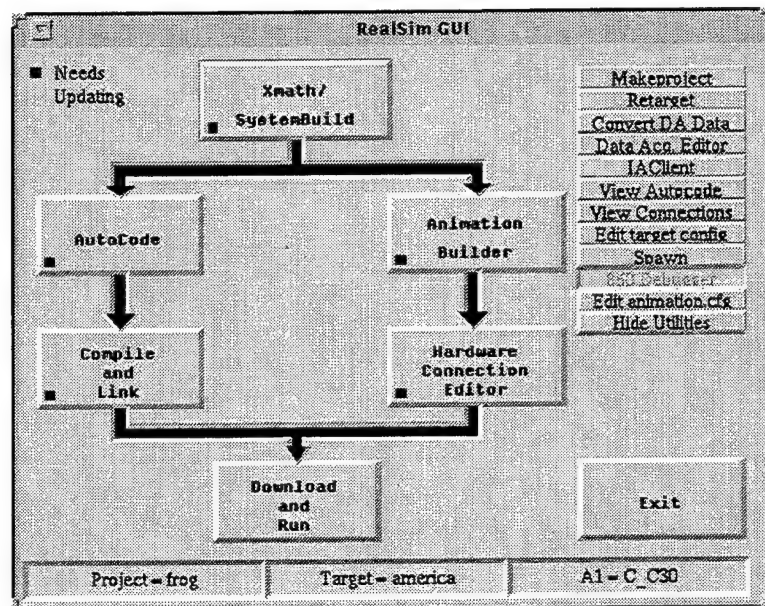 RealSim GUI
Needs
Updating
Xmath/
SystemBuild
AutoCode
Animation
Builder
Compile
and
Link
Hardware
Connection
Editor
Download
and
Run
Makeproject
Retarget
Convert DA Data
Data Acq. Editor
IAClient
View Autocode
View Connections
Edit target config
Spawn
Debugger
Edit animation.cfg
Hide Utilities
Exit
Project = frog
Target = america
A1 = C_C30